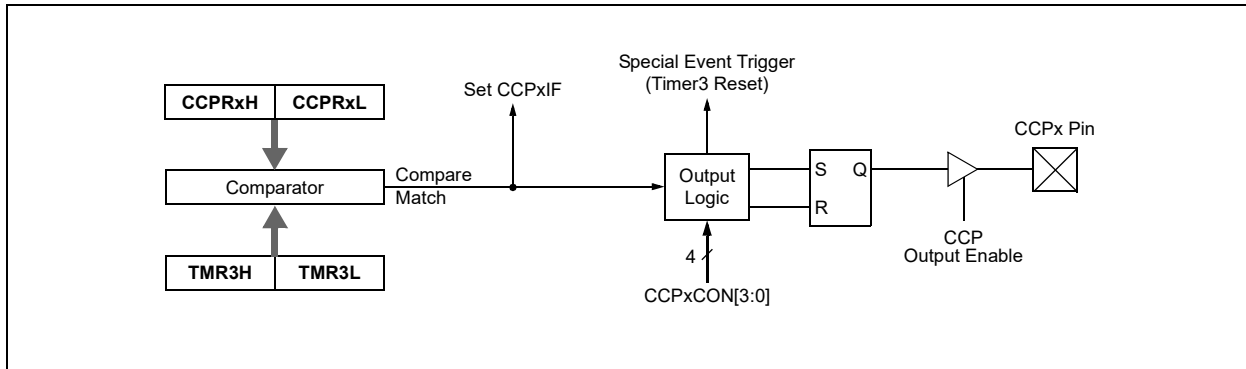 Special Event Trigger
(Timer3 Reset)
Set CCPxIF
CCPRxH CCPRxL
CCPx Pin
Comparator
Compare
Match
Output
Logic
S Q
R
TMR3H TMR3L
4
CCP
Output Enable
CCPxCON[3:0]